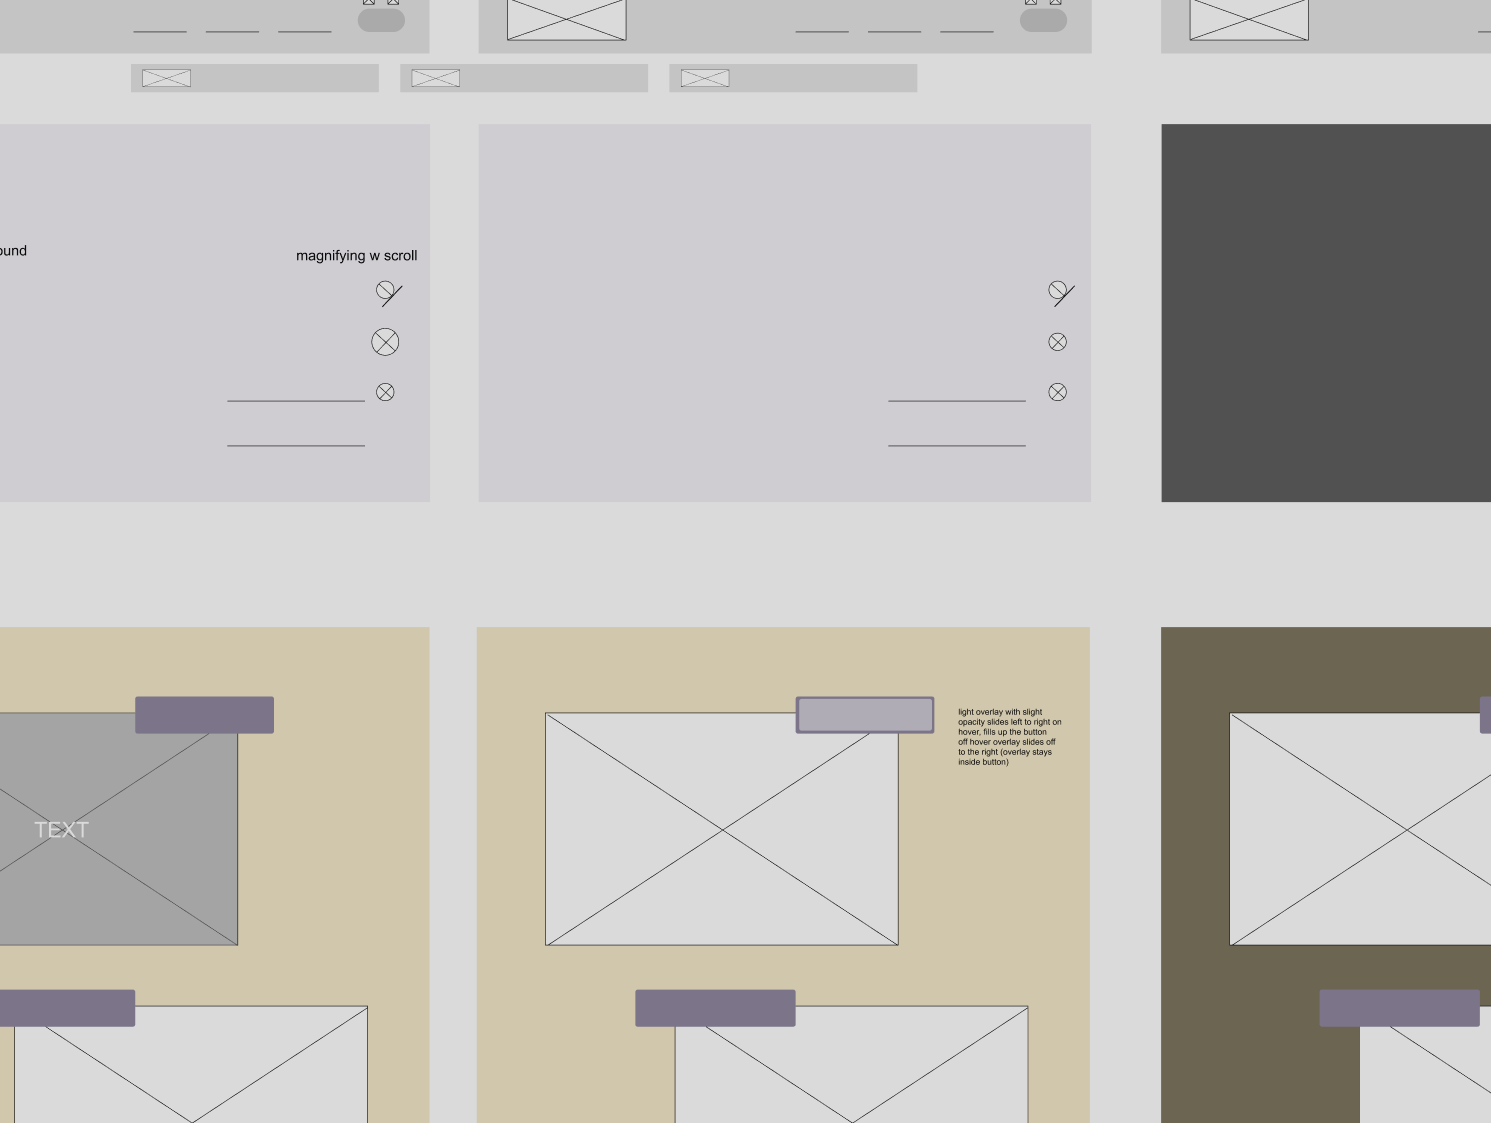 magnifying w scroll
light overlay with slight
opacity slides left to right on
hover, fills up the button
off hover overlay slides off
to the right (overlay stays
inside button)
TEXT